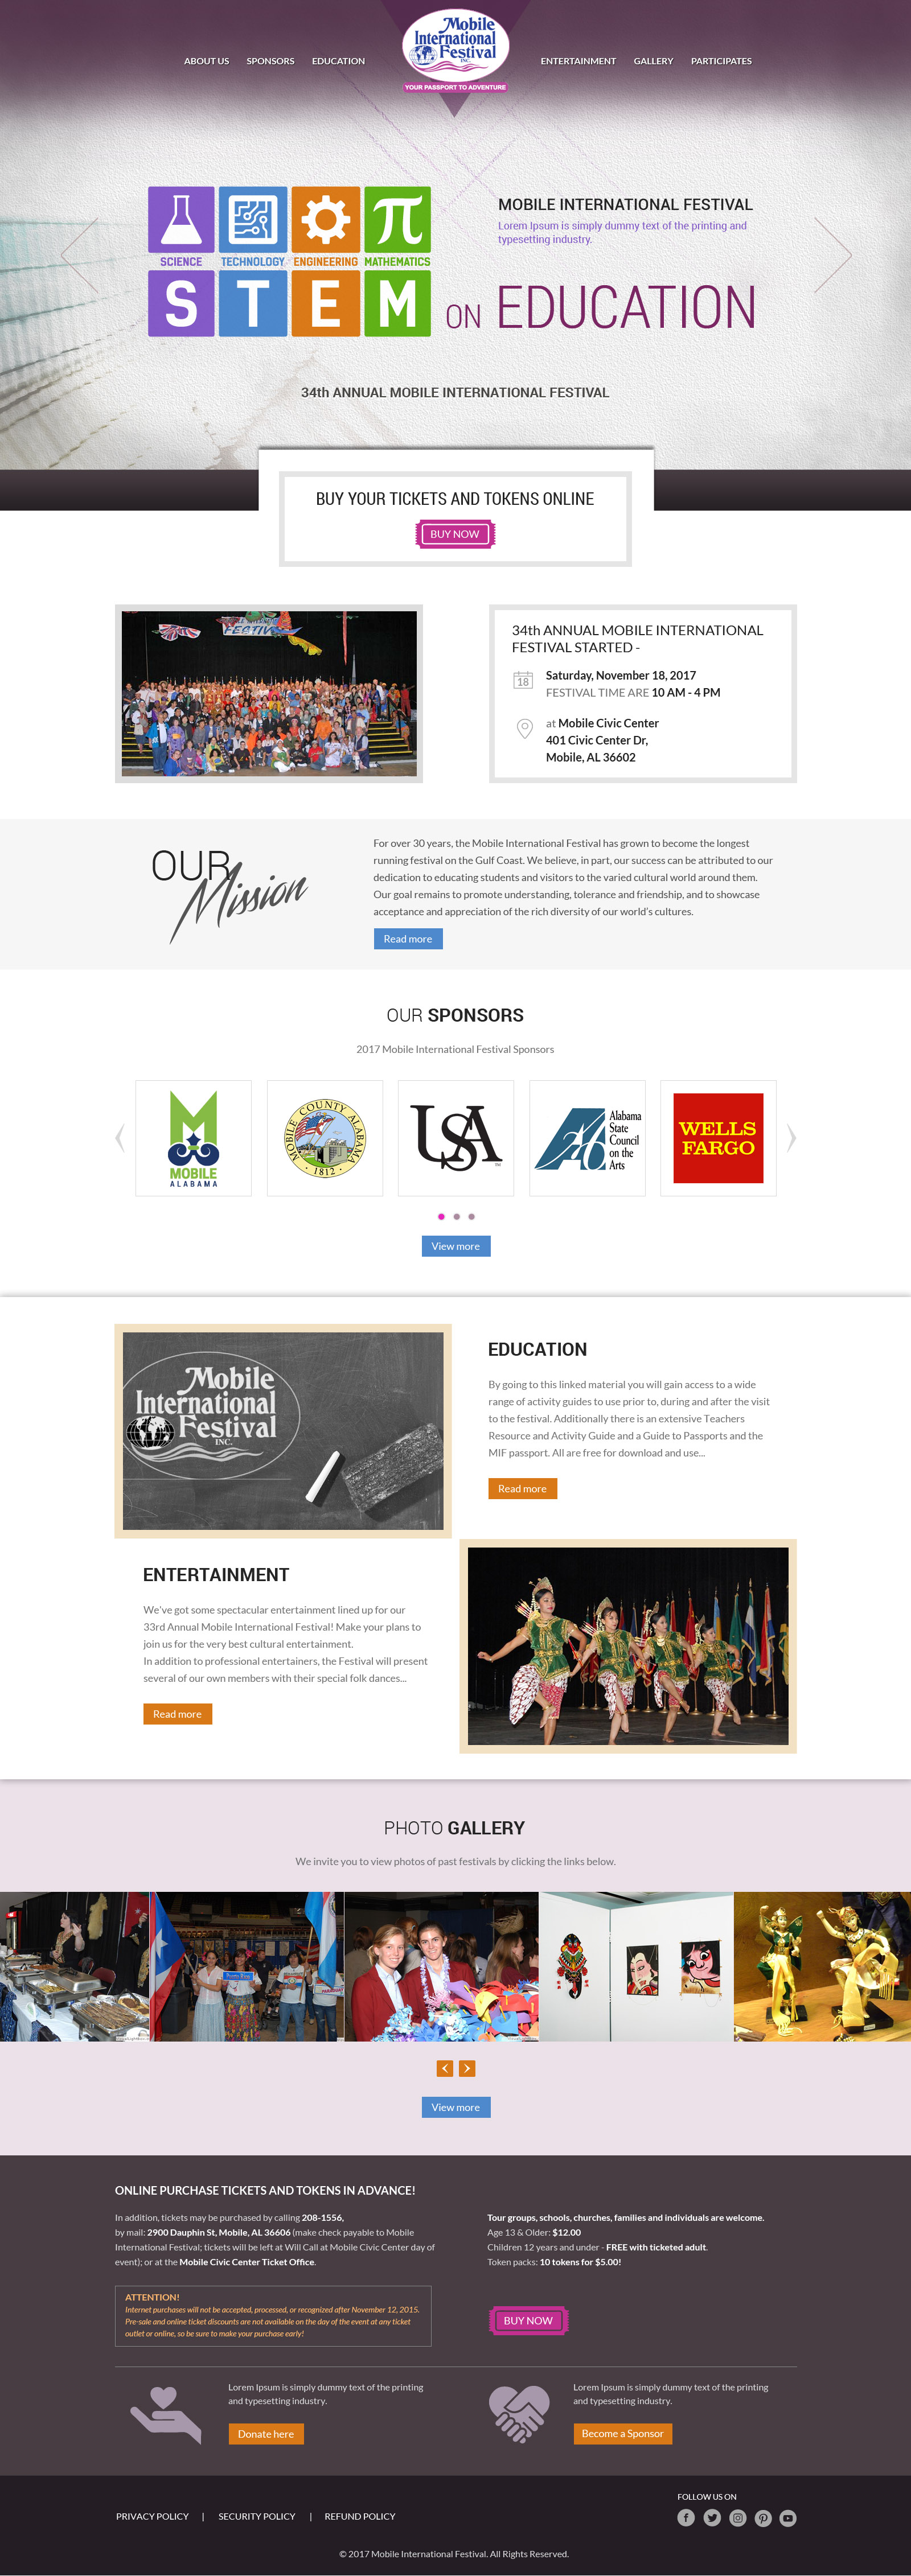 ABOUT US
SPONSORS
EDUCATION
Mobile
International
Festival
INC.
YOUR PASSPORT TO ADVENTURE
ENTERTAINMENT
GALLERY
PARTICIPATES
SCIENCE
TECHNOLOGY
ENGINEERING
π
MATHEMATICS
S T E M
MOBILE INTERNATIONAL FESTIVAL
Lorem Ipsum is simply dummy text of the printing and
typesetting industry.
ON EDUCATION
34th ANNUAL MOBILE INTERNATIONAL FESTIVAL
BUY YOUR TICKETS AND TOKENS ONLINE
BUY NOW
FESTIVAL
34th ANNUAL MOBILE INTERNATIONAL
FESTIVAL STARTED -
18
Saturday, November 18, 2017
FESTIVAL TIME ARE 10 AM - 4 PM
at Mobile Civic Center
401 Civic Center Dr,
Mobile, AL 36602
OUR
Mission
For over 30 years, the Mobile International Festival has grown to become the longest
running festival on the Gulf Coast. We believe, in part, our success can be attributed to our
dedication to educating students and visitors to the varied cultural world around them.
Our goal remains to promote understanding, tolerance and friendship, and to showcase
acceptance and appreciation of the rich diversity of our world's cultures.
Read more
OUR SPONSORS
2017 Mobile International Festival Sponsors
MOBILE
ALABAMA
MOBILE COUNTY ALABAMA
· 1812 ·
USA
TM
Alabama
State
Council
on the
Arts
WELLS
FARGO
View more
Mobile
International
Festival
INC.
EDUCATION
By going to this linked material you will gain access to a wide
range of activity guides to use prior to, during and after the visit
to the festival. Additionally there is an extensive Teachers
Resource and Activity Guide and a Guide to Passports and the
MIF passport. All are free for download and use...
Read more
ENTERTAINMENT
We've got some spectacular entertainment lined up for our
33rd Annual Mobile International Festival! Make your plans to
join us for the very best cultural entertainment.
In addition to professional entertainers, the Festival will present
several of our own members with their special folk dances...
Read more
PHOTO GALLERY
We invite you to view photos of past festivals by clicking the links below.
Puerto Rico
PARAGUAY
View more
ONLINE PURCHASE TICKETS AND TOKENS IN ADVANCE!
In addition, tickets may be purchased by calling 208-1556,
by mail: 2900 Dauphin St, Mobile, AL 36606 (make check payable to Mobile
International Festival; tickets will be left at Will Call at Mobile Civic Center day of
event); or at the Mobile Civic Center Ticket Office.
ATTENTION!
Internet purchases will not be accepted, processed, or recognized after November 12, 2015.
Pre-sale and online ticket discounts are not available on the day of the event at any ticket
outlet or online, so be sure to make your purchase early!
Tour groups, schools, churches, families and individuals are welcome.
Age 13 & Older: $12.00
Children 12 years and under - FREE with ticketed adult.
Token packs: 10 tokens for $5.00!
BUY NOW
Lorem Ipsum is simply dummy text of the printing
and typesetting industry.
Donate here
Lorem Ipsum is simply dummy text of the printing
and typesetting industry.
Become a Sponsor
PRIVACY POLICY | SECURITY POLICY | REFUND POLICY
FOLLOW US ON
© 2017 Mobile International Festival. All Rights Reserved.